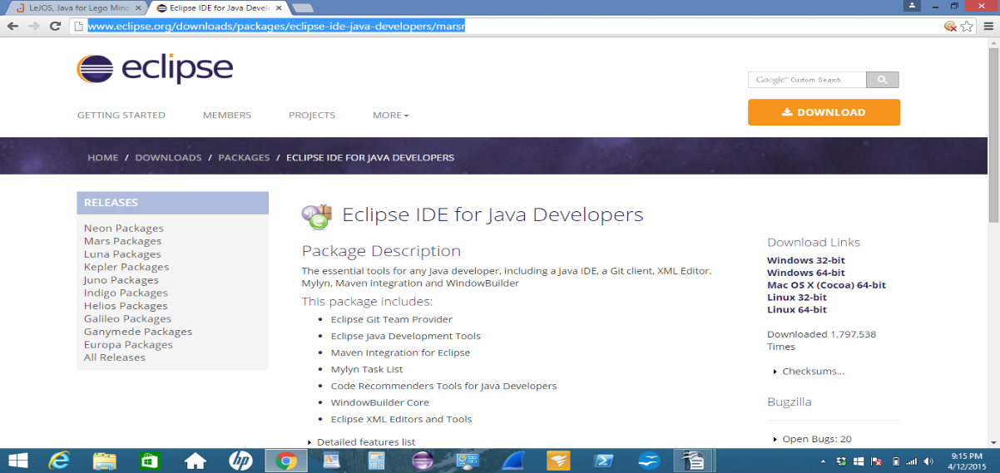 LeJOS, Java for Lego Mind
Eclipse IDE for Java Devel
www.eclipse.org/downloads/packages/eclipse-ide-java-developers/marsr
eclipse
Google™ Custom Search
DOWNLOAD
GETTING STARTED MEMBERS PROJECTS MORE
HOME / DOWNLOADS / PACKAGES / ECLIPSE IDE FOR JAVA DEVELOPERS
RELEASES
Neon Packages
Mars Packages
Luna Packages
Kepler Packages
Juno Packages
Indigo Packages
Helios Packages
Galileo Packages
Ganymede Packages
Europa Packages
All Releases
Eclipse IDE for Java Developers
Package Description
The essential tools for any Java developer, including a Java IDE, a Git client, XML Editor,
Mylyn, Maven integration and WindowBuilder
This package includes:
Eclipse Git Team Provider
Eclipse Java Development Tools
Maven Integration for Eclipse
Mylyn Task List
Code Recommenders Tools for Java Developers
WindowBuilder Core
Eclipse XML Editors and Tools
Detailed features list
Download Links
Windows 32-bit
Windows 64-bit
Mac OS X (Cocoa) 64-bit
Linux 32-bit
Linux 64-bit
Downloaded 1,797,538
Times
Checksums...
Bugzilla
Open Bugs: 20
hp
9:15 PM
4/12/2015